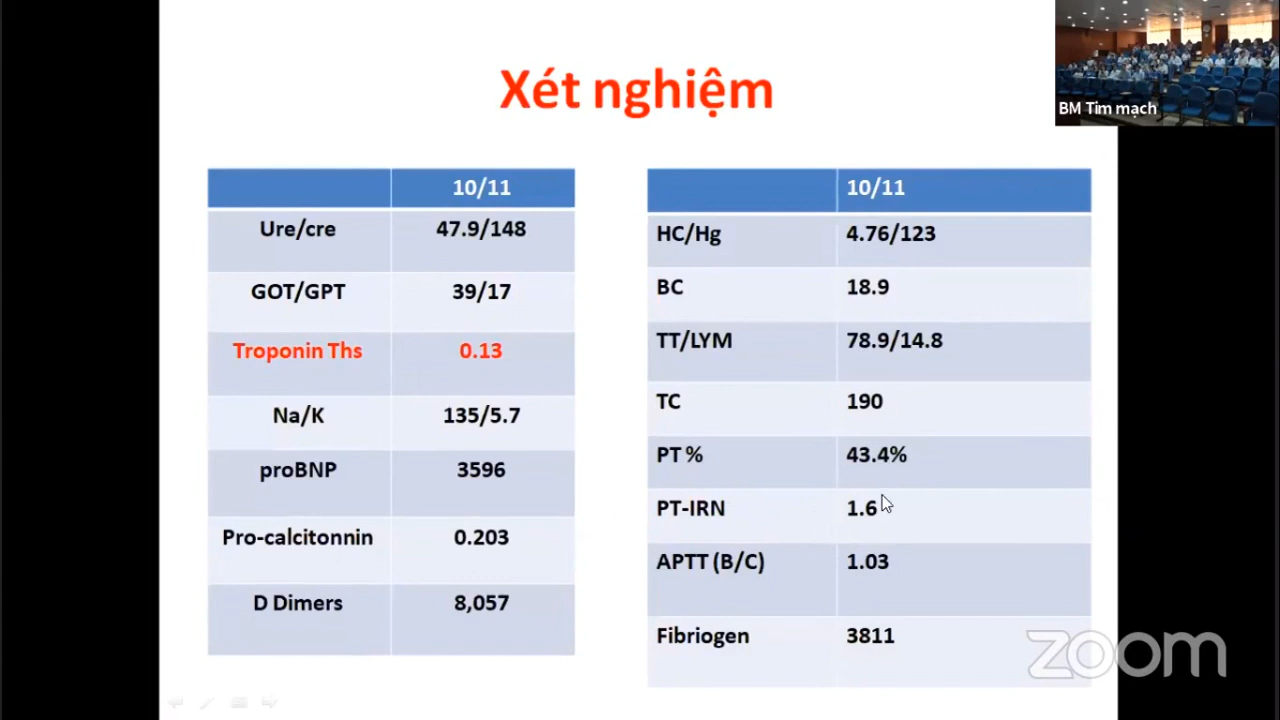 Xét nghiệm
BM Tim mạch
10/11
Ure/cre 47.9/148
GOT/GPT 39/17
Troponin Ths 0.13
Na/K 135/5.7
proBNP 3596
Pro-calcitonnin 0.203
D Dimers 8,057
10/11
HC/Hg 4.76/123
BC 18.9
TT/LYM 78.9/14.8
TC 190
PT % 43.4%
PT-IRN 1.6
APTT (B/C) 1.03
Fibriogen 3811
zoom